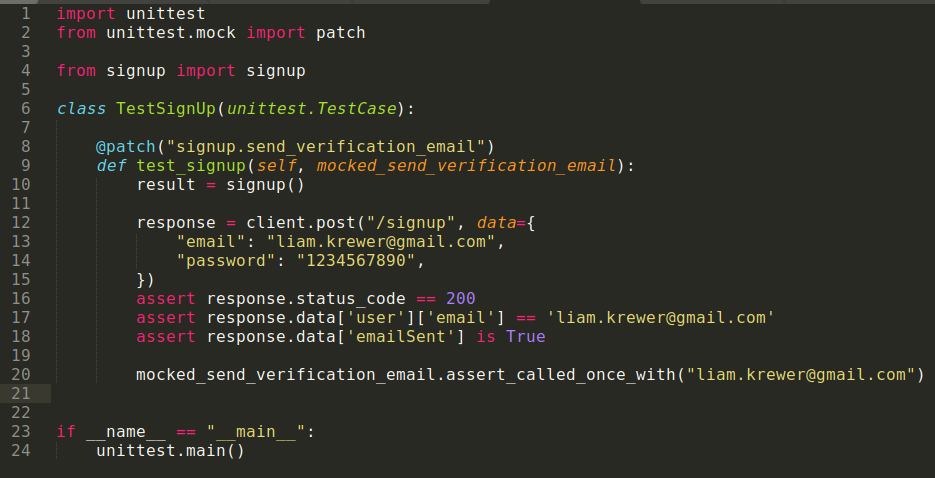 1 import unittest
2 from unittest.mock import patch
3
4 from signup import signup
5
6 class TestSignUp(unittest.TestCase):
7
8     @patch("signup.send_verification_email")
9     def test_signup(self, mocked_send_verification_email):
10         result = signup()
11
12         response = client.post("/signup", data={
13             "email": "liam.krewer@gmail.com",
14             "password": "1234567890",
15         })
16         assert response.status_code == 200
17         assert response.data['user']['email'] == 'liam.krewer@gmail.com'
18         assert response.data['emailSent'] is True
19
20         mocked_send_verification_email.assert_called_once_with("liam.krewer@gmail.com")
21
22
23 if __name__ == "__main__":
24     unittest.main()